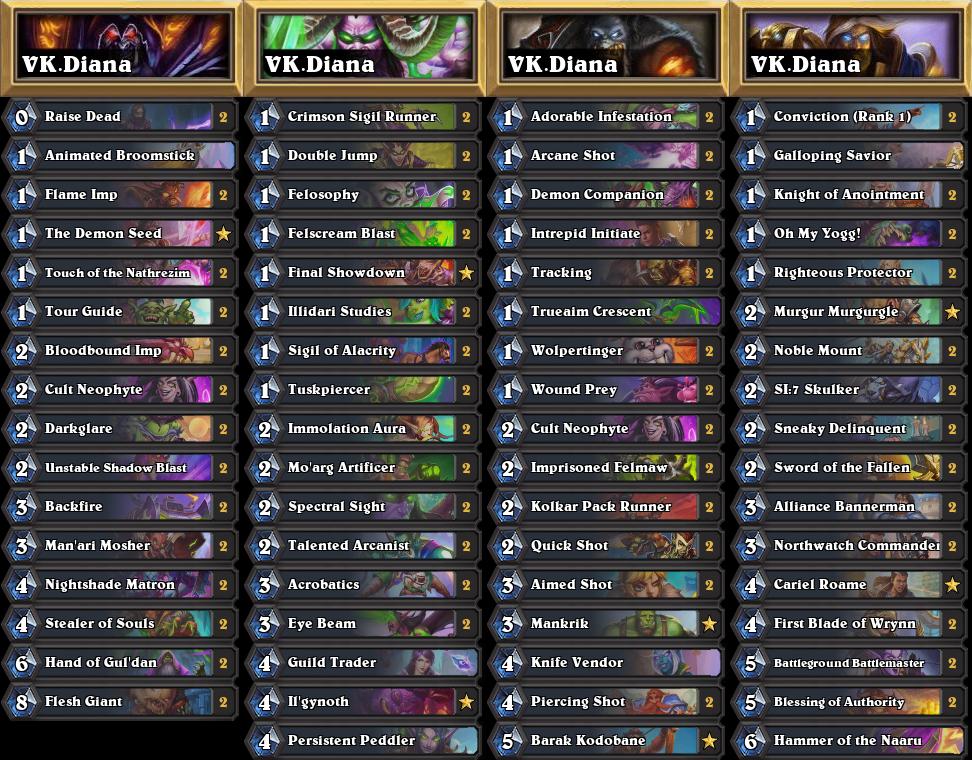 VK.Diana
0 Raise Dead 2
1 Animated Broomstick
1 Flame Imp 2
1 The Demon Seed
1 Touch of the Nathrezim 2
1 Tour Guide 2
2 Bloodbound Imp 2
2 Cult Neophyte 2
2 Darkglare 2
2 Unstable Shadow Blast 2
3 Backfire 2
3 Man'ari Mosher 2
4 Nightshade Matron 2
4 Stealer of Souls 2
6 Hand of Gul'dan 2
8 Flesh Giant 2
VK.Diana
1 Crimson Sigil Runner 2
1 Double Jump 2
1 Felosophy 2
1 Felscream Blast 2
1 Final Showdown
1 Illidari Studies 2
1 Sigil of Alacrity 2
1 Tuskpiercer 2
2 Immolation Aura 2
2 Mo'arg Artificer 2
2 Spectral Sight 2
2 Talented Arcanist 2
3 Acrobatics 2
3 Eye Beam 2
4 Guild Trader
4 Il'gynoth
4 Persistent Peddler
VK.Diana
1 Adorable Infestation 2
1 Arcane Shot 2
1 Demon Companion 2
1 Intrepid Initiate 2
1 Tracking 2
1 Trueaim Crescent
1 Wolpertinger 2
1 Wound Prey 2
2 Cult Neophyte 2
2 Imprisoned Felmaw 2
2 Kolkar Pack Runner 2
2 Quick Shot 2
3 Aimed Shot 2
3 Mankrik
4 Knife Vendor
4 Piercing Shot 2
5 Barak Kodobane
VK.Diana
1 Conviction (Rank 1) 2
1 Galloping Savior
1 Knight of Anointment 2
1 Oh My Yogg! 2
1 Righteous Protector 2
2 Murgur Murgurgle
2 Noble Mount 2
2 SI:7 Skulker 2
2 Sneaky Delinquent 2
2 Sword of the Fallen 2
3 Alliance Bannerman 2
3 Northwatch Commander 2
4 Cariel Roame
4 First Blade of Wrynn 2
5 Battleground Battlemaster 2
5 Blessing of Authority 2
6 Hammer of the Naaru